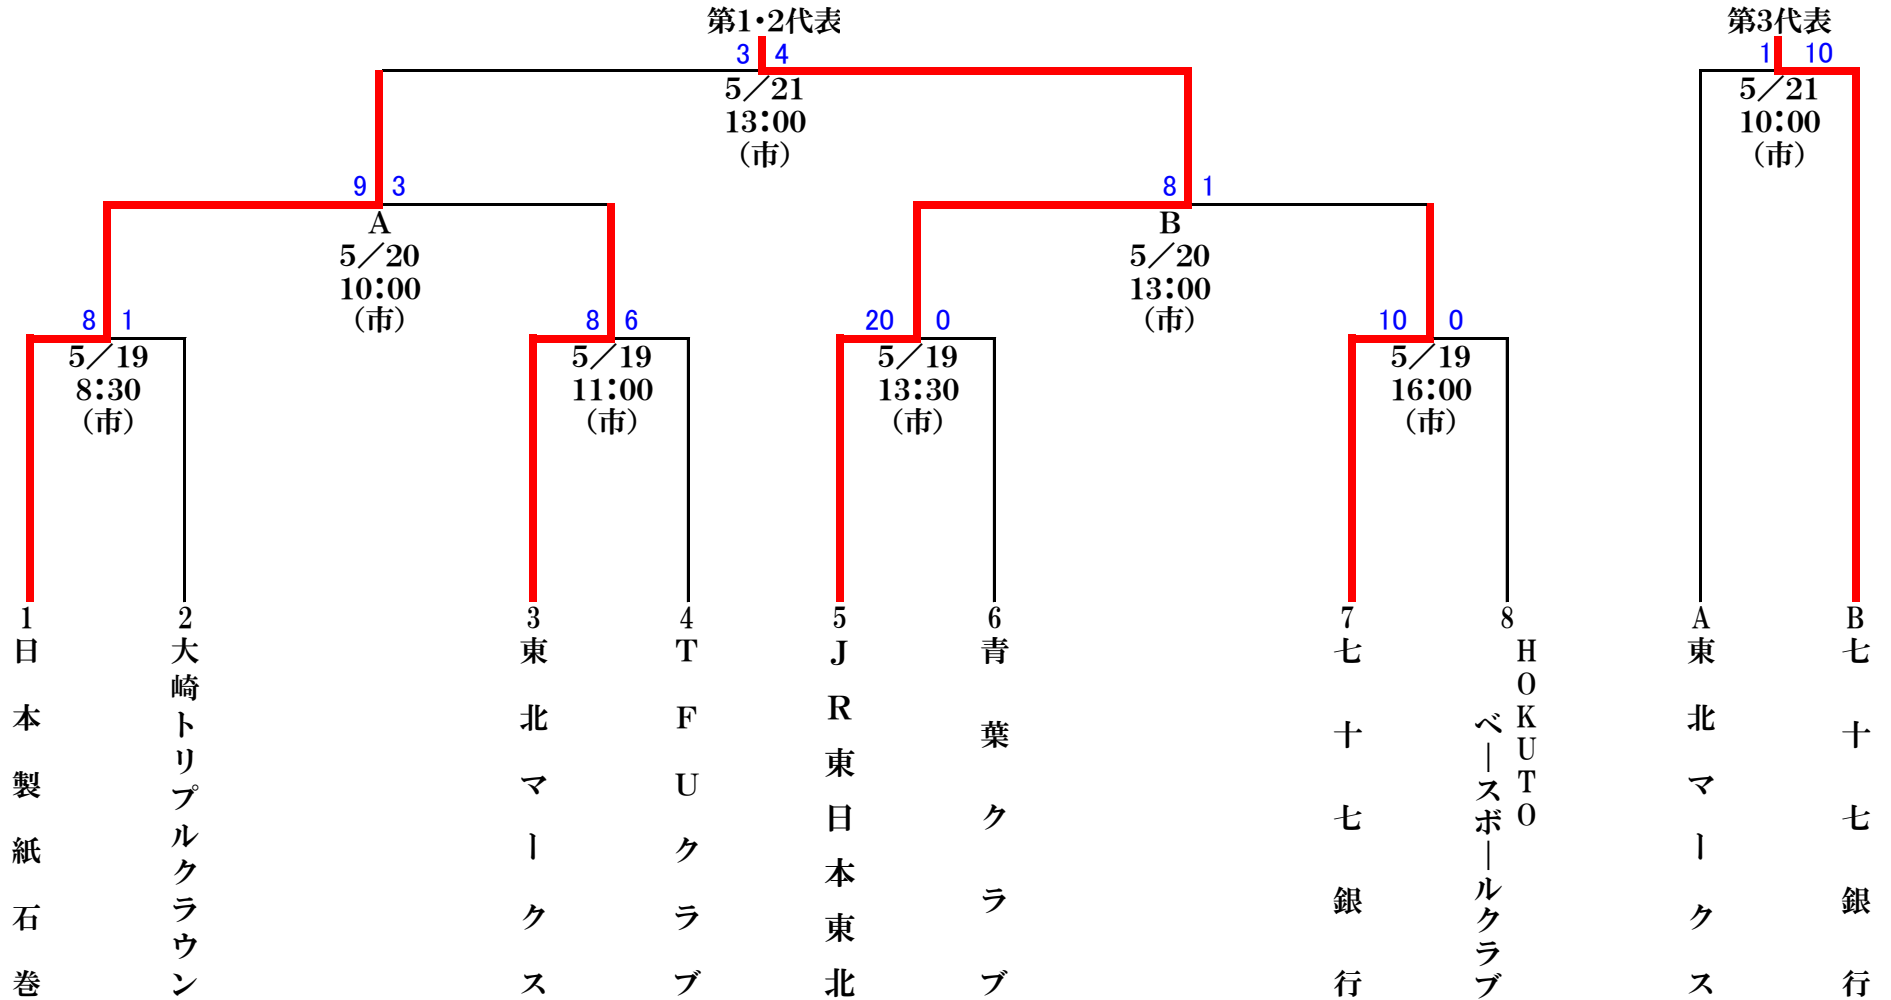 第1・2代表
3 4
5／21
13：00
（市）
第3代表
1 10
5／21
10：00
（市）
9 3
A
5／20
10：00
（市）
8 1
B
5／20
13：00
（市）
8 1
5／19
8：30
（市）
8 6
5／19
11：00
（市）
20 0
5／19
13：30
（市）
10 0
5／19
16：00
（市）
1
日本製紙石巻
2
大崎トリプルクラウン
3
東北マークス
4
TFUクラブ
5
JR東日本東北
6
青葉クラブ
7
七十七銀行
8
HOKUTO
ベースボールクラブ
A
東北マークス
B
七十七銀行